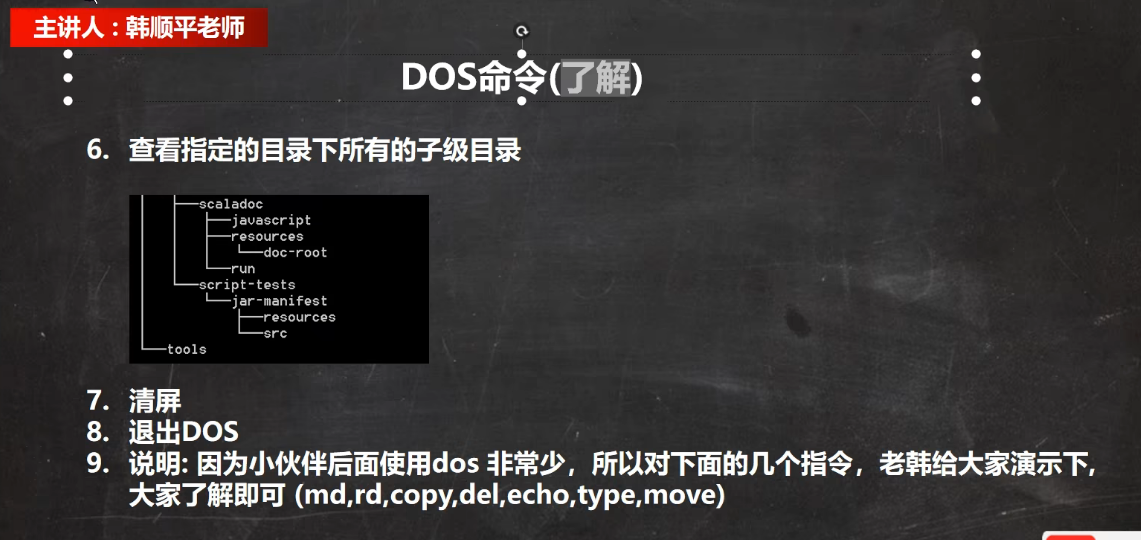 主讲人：韩顺平老师
DOS命令(了解)
6. 查看指定的目录下所有的子级目录
scaladoc
javascript
resources
doc-root
run
script-tests
jar-manifest
resources
src
tools
7. 清屏
8. 退出DOS
9. 说明: 因为小伙伴后面使用dos 非常少，所以对下面的几个指令，老韩给大家演示下,
大家了解即可 (md,rd,copy,del,echo,type,move)